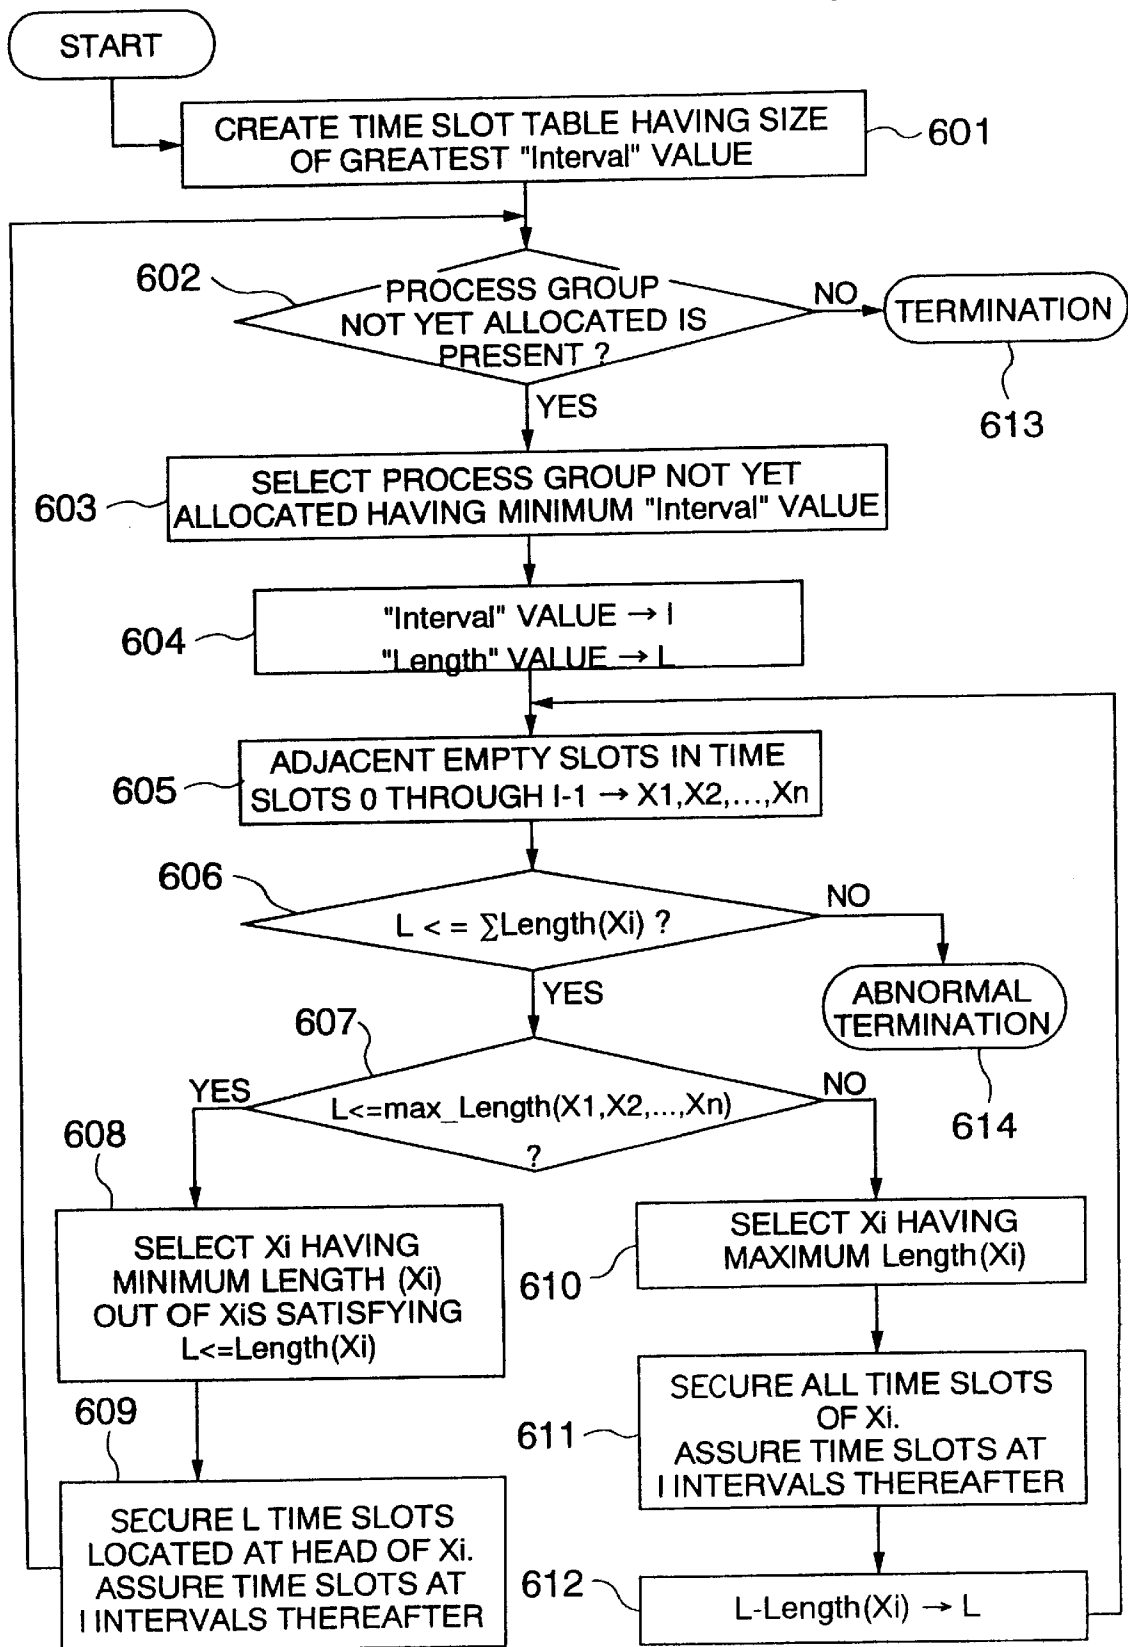 START
CREATE TIME SLOT TABLE HAVING SIZE
OF GREATEST "Interval" VALUE
601
602
PROCESS GROUP
NOT YET ALLOCATED IS
PRESENT ?
NO
TERMINATION
613
YES
603
SELECT PROCESS GROUP NOT YET
ALLOCATED HAVING MINIMUM "Interval" VALUE
604
"Interval" VALUE → I
"Length" VALUE → L
605
ADJACENT EMPTY SLOTS IN TIME
SLOTS 0 THROUGH I-1 → X1,X2,...,Xn
606
L < = ∑Length(Xi) ?
NO
ABNORMAL
TERMINATION
614
YES
607
L<=max_Length(X1,X2,...,Xn)
?
YES
NO
608
SELECT Xi HAVING
MINIMUM LENGTH (Xi)
OUT OF XiS SATISFYING
L<=Length(Xi)
609
SECURE L TIME SLOTS
LOCATED AT HEAD OF Xi.
ASSURE TIME SLOTS AT
I INTERVALS THEREAFTER
610
SELECT Xi HAVING
MAXIMUM Length(Xi)
611
SECURE ALL TIME SLOTS
OF Xi.
ASSURE TIME SLOTS AT
I INTERVALS THEREAFTER
612
L-Length(Xi) → L